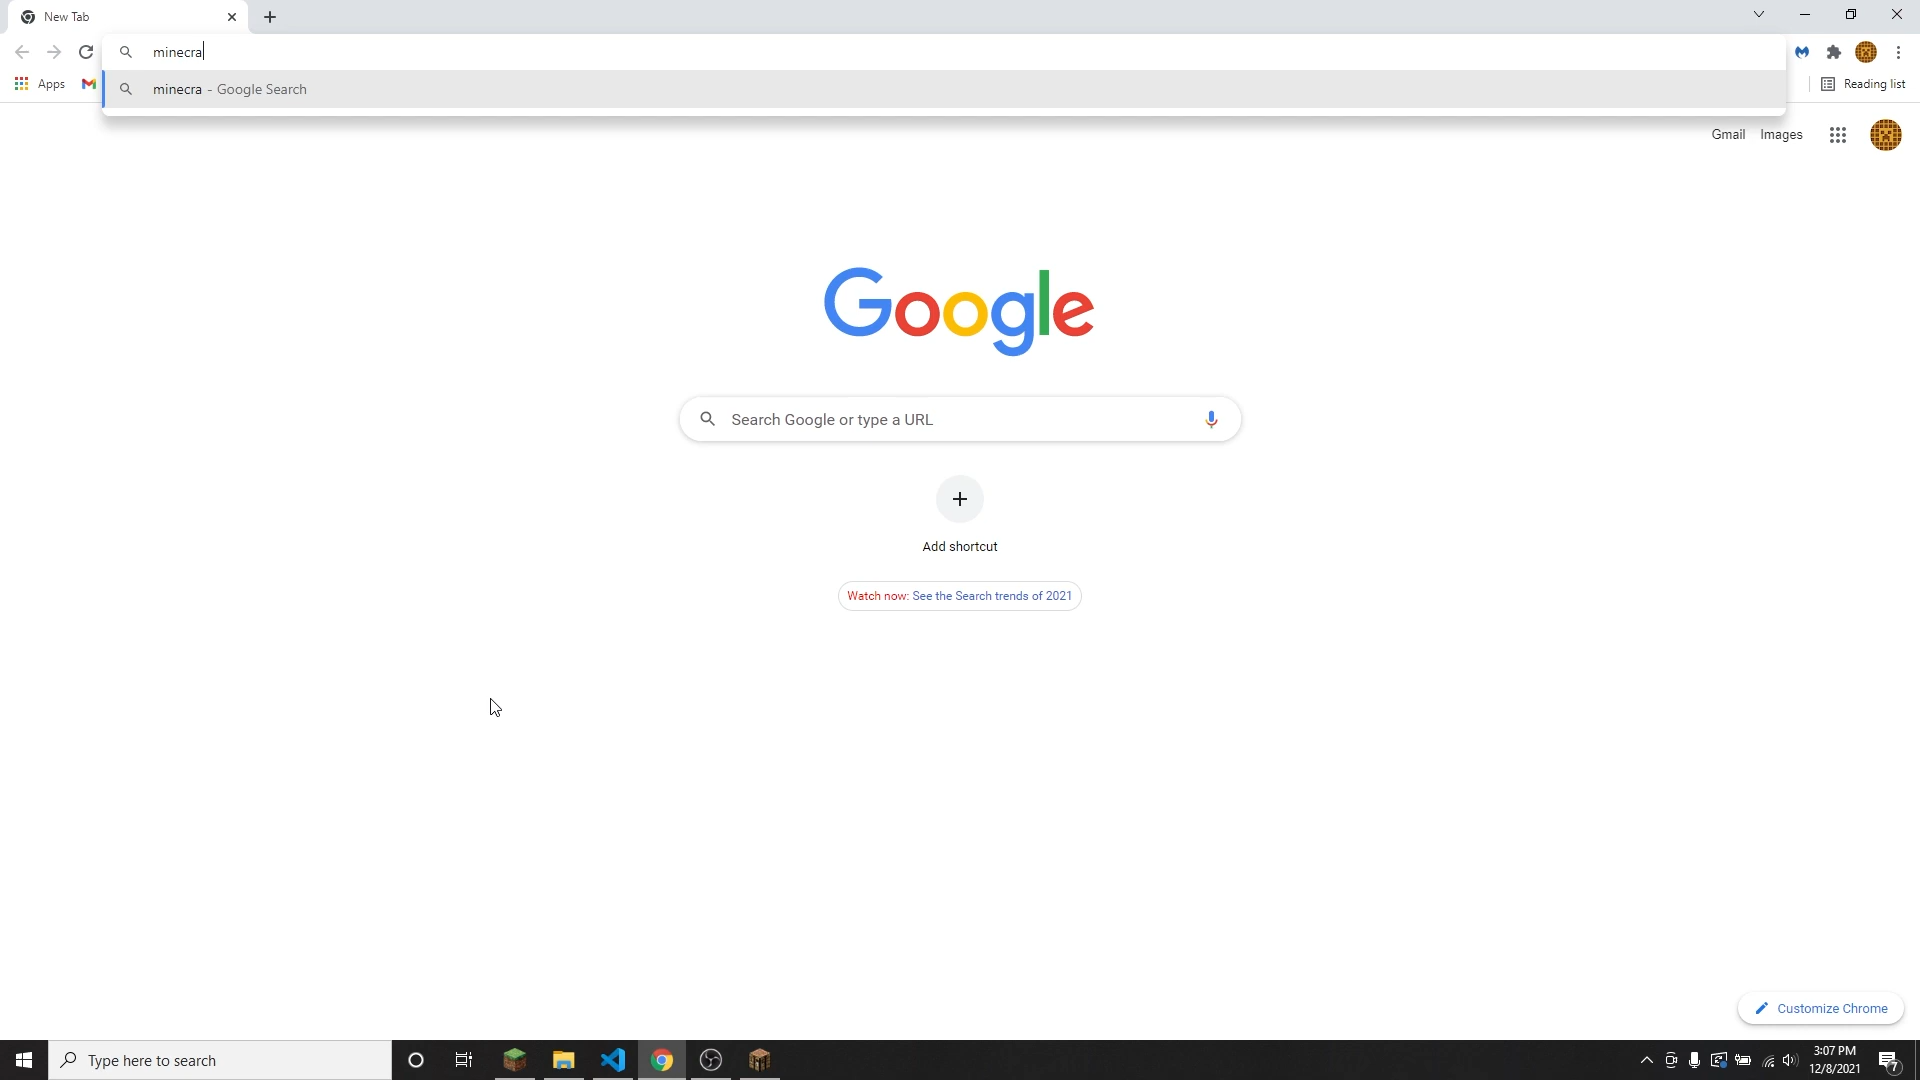 New Tab
minecra
minecra - Google Search
Apps
Reading list
Gmail Images
Google
Search Google or type a URL
Add shortcut
Watch now: See the Search trends of 2021
Customize Chrome
Type here to search
3:07 PM
12/8/2021
7